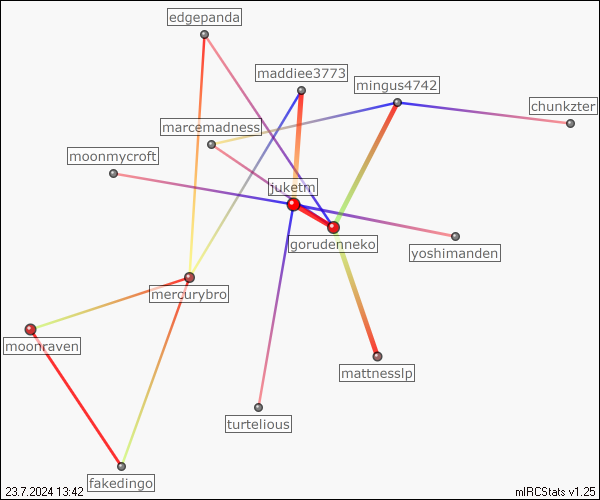 edgepanda
maddiee3773
mingus4742
chunkzter
marcemadness
moonmycroft
juketm
gorudenneko
yoshimanden
mercurybro
moonraven
mattnesslp
turtelious
fakedingo
23.7.2024 13:42
mIRCStats v1.25